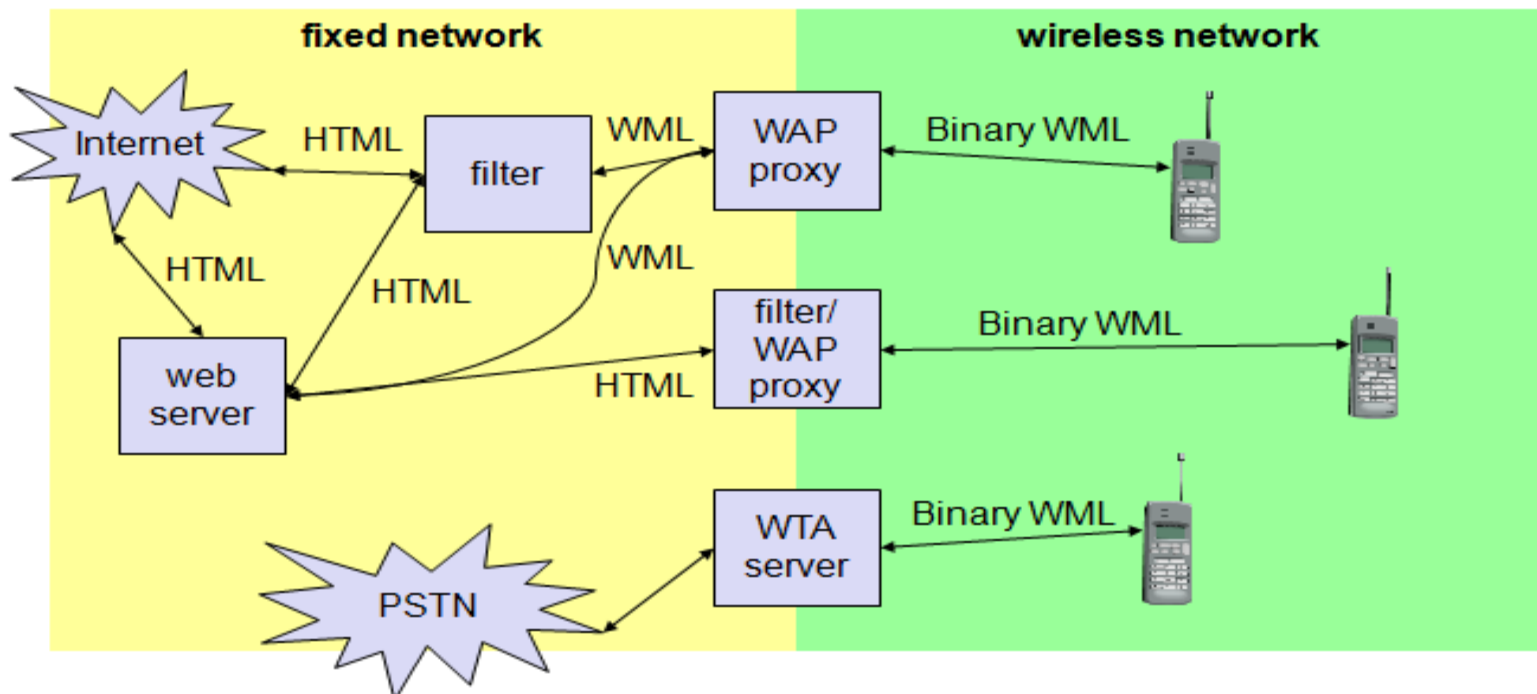 fixed network
wireless network
Internet
HTML
filter
WML
WAP
proxy
Binary WML
HTML
HTML
WML
web
server
HTML
filter/
WAP
proxy
Binary WML
WTA
server
Binary WML
PSTN